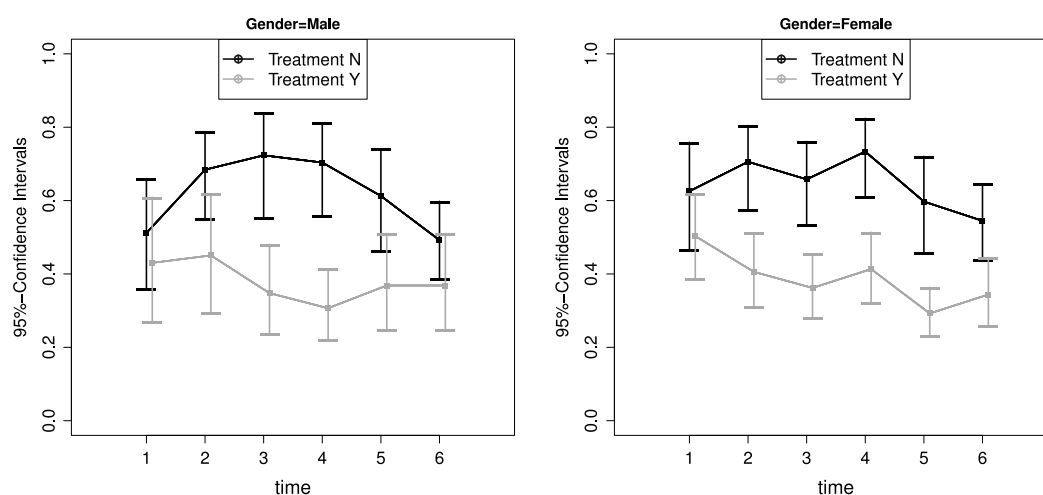 Gender=Male
Treatment N
Treatment Y
95%−Confidence Intervals
1.0
0.8
0.6
0.4
0.2
0.0
1 2 3 4 5 6
time
Gender=Female
Treatment N
Treatment Y
95%−Confidence Intervals
1.0
0.8
0.6
0.4
0.2
0.0
1 2 3 4 5 6
time